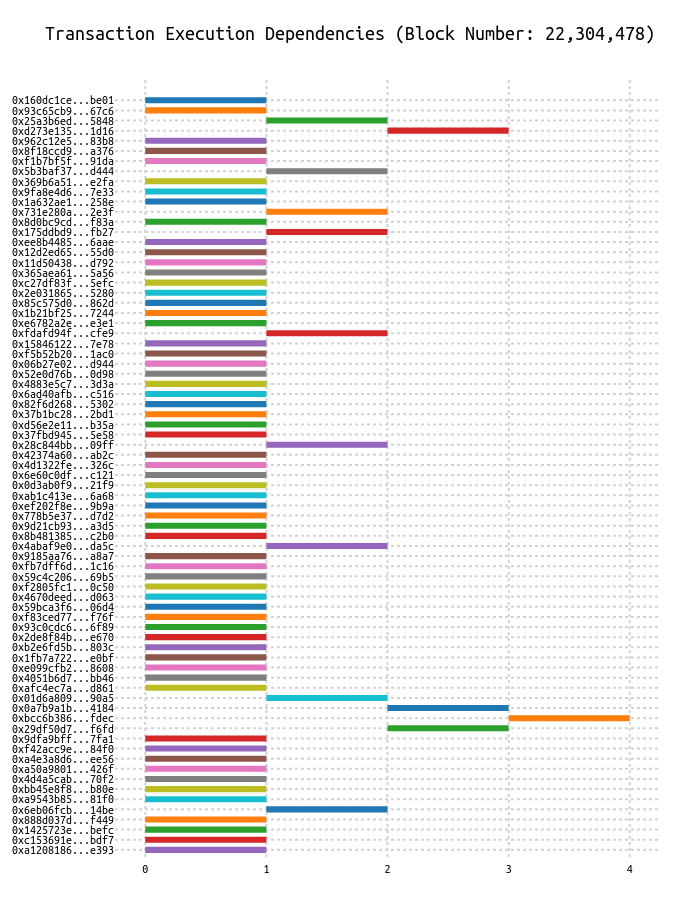 Transaction Execution Dependencies (Block Number: 22,304,478)
0x160dc1ce...be01
0x93c65cb9...67c6
0x25a3b6ed...5848
0xd273e135...1d16
0x962c12e5...83b8
0x8f18ccd9...a376
0xf1b7bf5f...91da
0x5b3baf37...d444
0x369b6a51...e2fa
0x9fa8e4d6...7e33
0x1a632ae1...258e
0x731e280a...2e3f
0x8d0bc9cd...f83a
0x175ddbd9...fb27
0xee8b4485...6aae
0x12d2ed65...55d0
0x11d50438...d792
0x365aea61...5a56
0xc27df83f...5efc
0x2e031865...5280
0x85c575d0...862d
0x1b21bf25...7244
0xe6782a2e...e3e1
0xfdafd94f...cfe9
0x15846122...7e78
0xf5b52b20...1ac0
0x06b27e02...d944
0x52e0d76b...0d98
0x4883e5c7...3d3a
0x6ad40afb...c516
0x82f6d268...5302
0x37b1bc28...2bd1
0xd56e2e11...b35a
0x37fbd945...5e58
0x28c844bb...09ff
0x42374a60...ab2c
0x4d1322fe...326c
0x6e60c0df...c121
0x0d3ab0f9...21f9
0xab1c413e...6a68
0xef202f8e...9b9a
0x778b5e37...d7d2
0x9d21cb93...a3d5
0x8b481385...c2b0
0x4abaf9e0...da5c
0x9185aa76...a8a7
0xfb7dff6d...1c16
0x59c4c206...69b5
0xf2805fc1...0c50
0x4670deed...d063
0x59bca3f6...06d4
0xf83ced77...f76f
0x93c0cdc6...6f89
0x2de8f84b...e670
0xb2e6fd5b...803c
0x1fb7a722...e0bf
0xe099cfb2...8608
0x4051b6d7...bb46
0xafc4ec7a...d861
0x01d6a809...90a5
0x0a7b9a1b...4184
0xbcc6b386...fdec
0x29df50d7...f6fd
0x9dfa9bff...7fa1
0xf42acc9e...84f0
0xa4e3a8d6...ee56
0xa50a9801...426f
0x4d4a5cab...70f2
0xbb45e8f8...b80e
0xa9543b85...81f0
0x6eb06fcb...14be
0x888d037d...f449
0x1425723e...befc
0xc153691e...bdf7
0xa1208186...e393
0 1 2 3 4